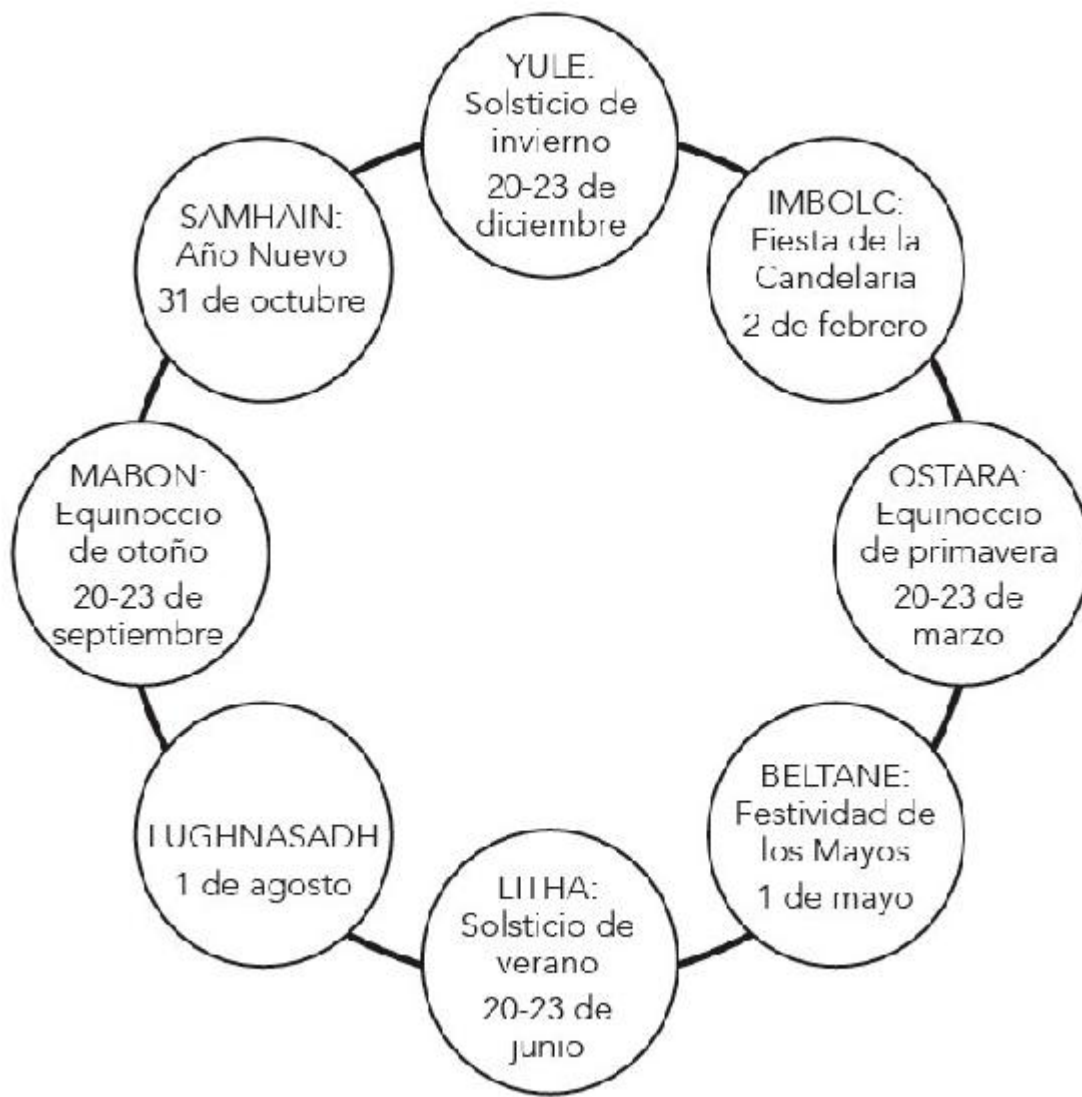 YULE:
Solsticio de
invierno
20-23 de
diciembre
IMBOLC:
Fiesta de la
Candelaria
2 de febrero
OSTARA:
Equinoccio
de primavera
20-23 de
marzo
BELTANE:
Festividad de
los Mayos
1 de mayo
LITHA:
Solsticio de
verano
20-23 de
junio
LUGHNASADH
1 de agosto
MABON:
Equinoccio
de otoño
20-23 de
septiembre
SAMHAIN:
Año Nuevo
31 de octubre